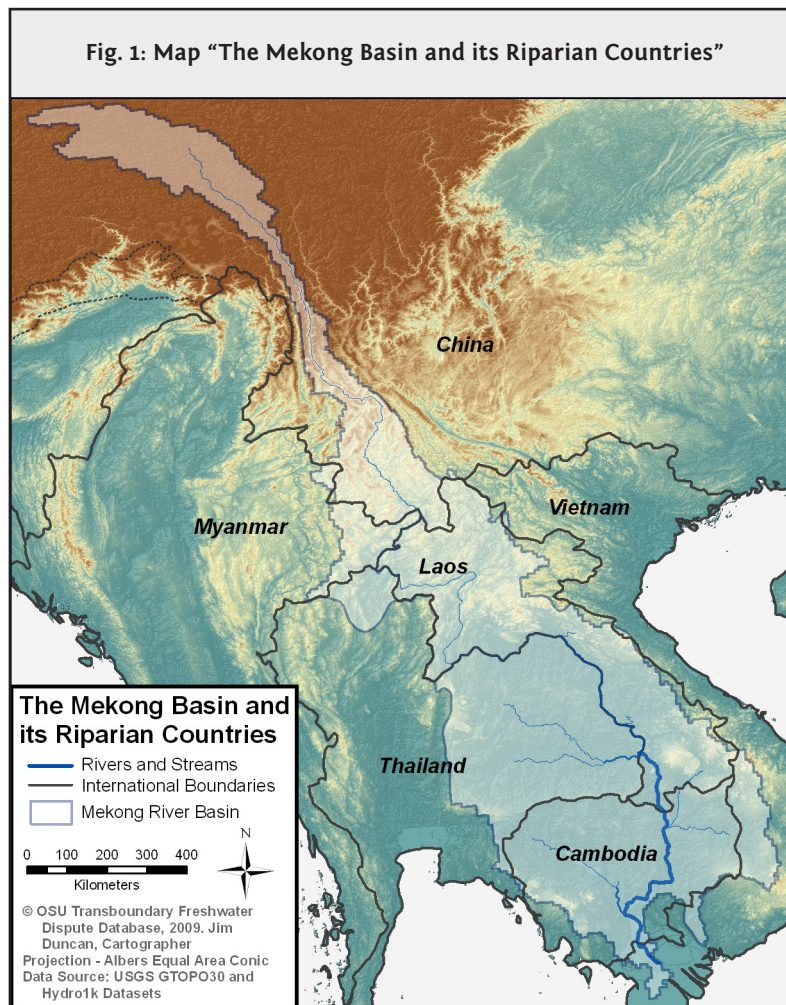 Fig. 1: Map “The Mekong Basin and its Riparian Countries”
China
Vietnam
Myanmar
Laos
Thailand
Cambodia
The Mekong Basin and
its Riparian Countries
Rivers and Streams
International Boundaries
Mekong River Basin
N
0 100 200 300 400
Kilometers
© OSU Transboundary Freshwater
Dispute Database, 2009. Jim
Duncan, Cartographer
Projection - Albers Equal Area Conic
Data Source: USGS GTOPO30 and
Hydro1k Datasets